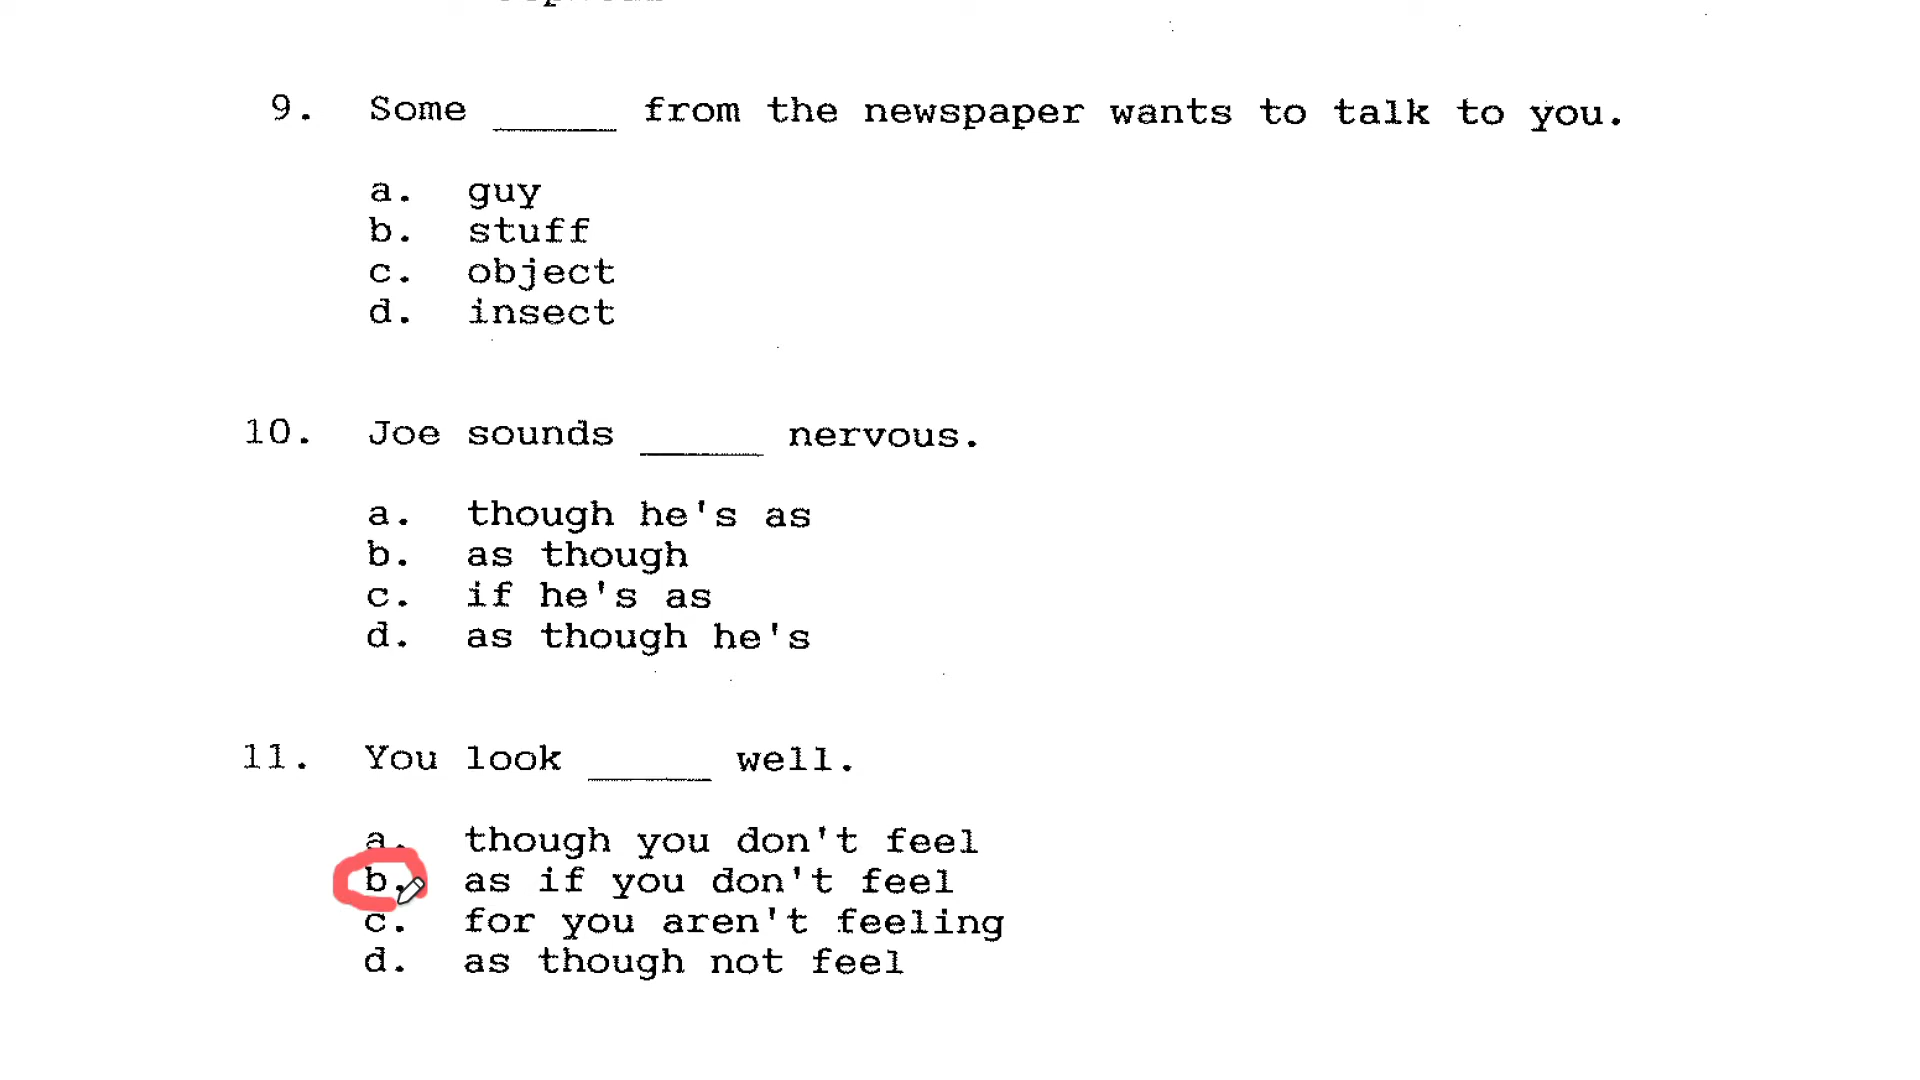 9. Some _____ from the newspaper wants to talk to you.
a. guy
b. stuff
c. object
d. insect
10. Joe sounds _____ nervous.
a. though he's as
b. as though
c. if he's as
d. as though he's
11. You look _____ well.
a. though you don't feel
b. as if you don't feel
c. for you aren't feeling
d. as though not feel